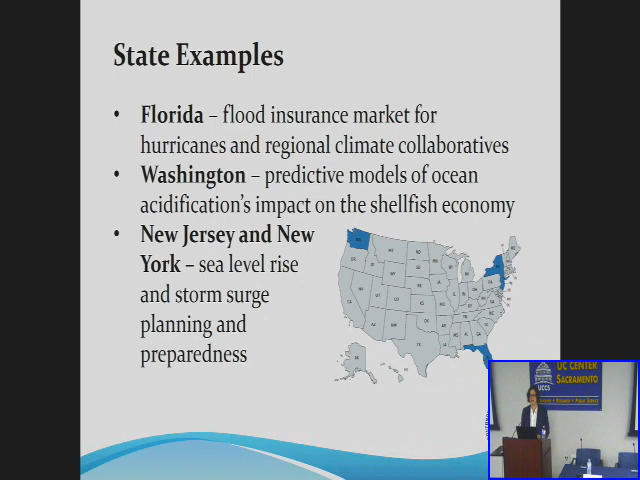 State Examples
• Florida – flood insurance market for
hurricanes and regional climate collaboratives
• Washington – predictive models of ocean
acidification's impact on the shellfish economy
• New Jersey and New
York – sea level rise
and storm surge
planning and
preparedness
UC CENTER
SACRAMENTO
UCCS